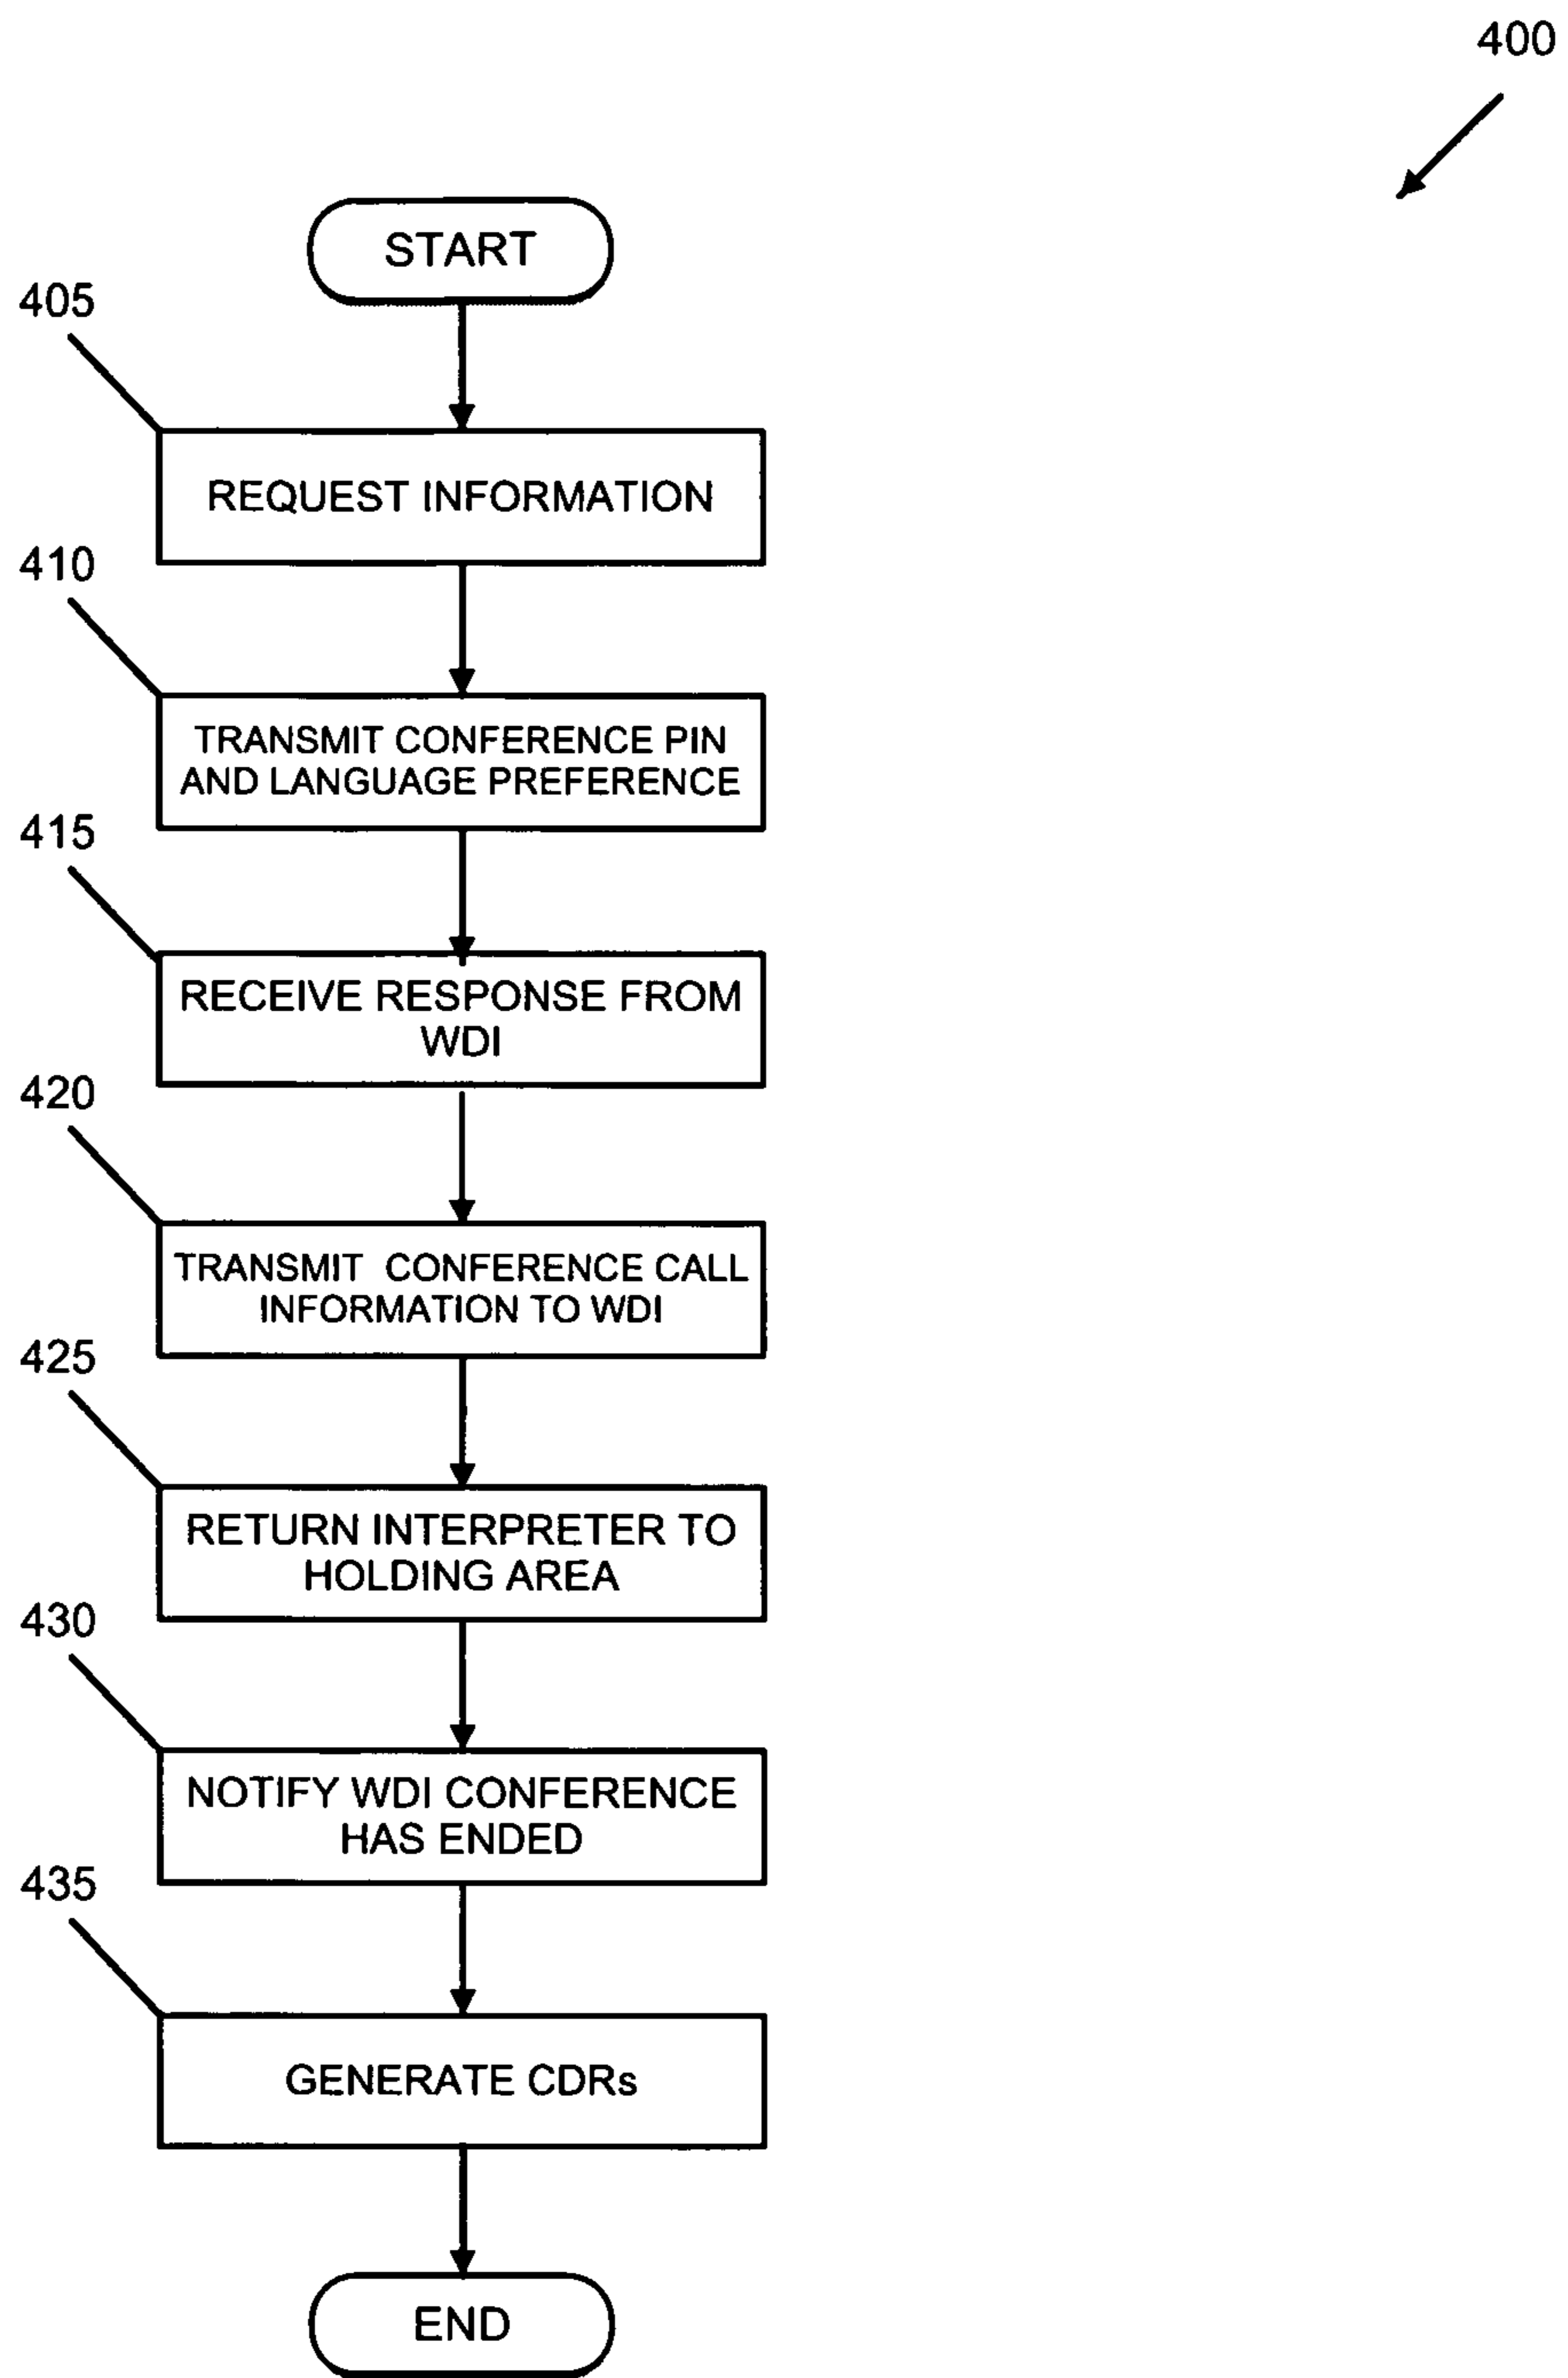 400
START
405
REQUEST INFORMATION
410
TRANSMIT CONFERENCE PIN
AND LANGUAGE PREFERENCE
415
RECEIVE RESPONSE FROM
WDI
420
TRANSMIT CONFERENCE CALL
INFORMATION TO WDI
425
RETURN INTERPRETER TO
HOLDING AREA
430
NOTIFY WDI CONFERENCE
HAS ENDED
435
GENERATE CDRs
END